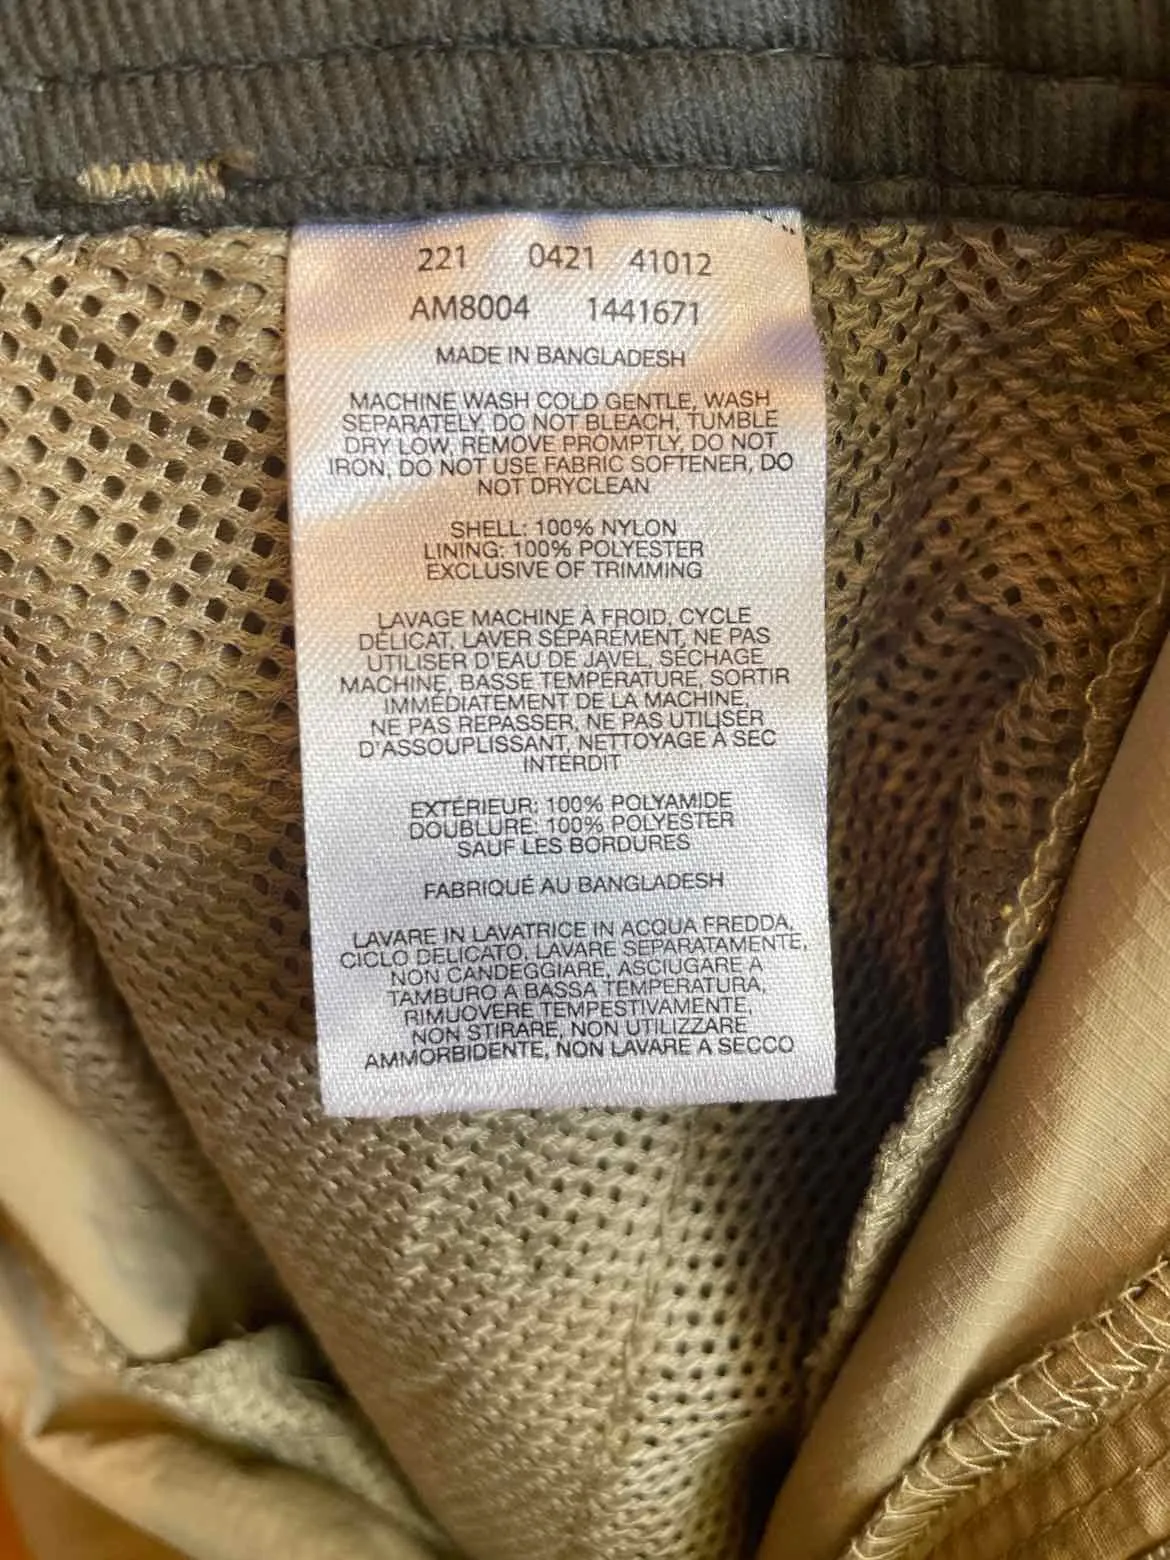 221 0421 41012
AM8004 1441671
MADE IN BANGLADESH
MACHINE WASH COLD GENTLE, WASH
SEPARATELY, DO NOT BLEACH, TUMBLE
DRY LOW, REMOVE PROMPTLY, DO NOT
IRON, DO NOT USE FABRIC SOFTENER, DO
NOT DRYCLEAN
SHELL: 100% NYLON
LINING: 100% POLYESTER
EXCLUSIVE OF TRIMMING
LAVAGE MACHINE À FROID, CYCLE
DÉLICAT, LAVER SÉPARÉMENT, NE PAS
UTILISER D'EAU DE JAVEL, SÉCHAGE
MACHINE, BASSE TEMPÉRATURE, SORTIR
IMMÉDIATEMENT DE LA MACHINE,
NE PAS REPASSER, NE PAS UTILISER
D'ASSOUPLISSANT, NETTOYAGE À SEC
INTERDIT
EXTÉRIEUR: 100% POLYAMIDE
DOUBLURE: 100% POLYESTER
SAUF LES BORDURES
FABRIQUÉ AU BANGLADESH
LAVARE IN LAVATRICE IN ACQUA FREDDA,
CICLO DELICATO, LAVARE SEPARATAMENTE,
NON CANDEGGIARE, ASCIUGARE A
TAMBURO A BASSA TEMPERATURA,
RIMUOVERE TEMPESTIVAMENTE,
NON STIRARE, NON UTILIZZARE
AMMORBIDENTE, NON LAVARE A SECCO